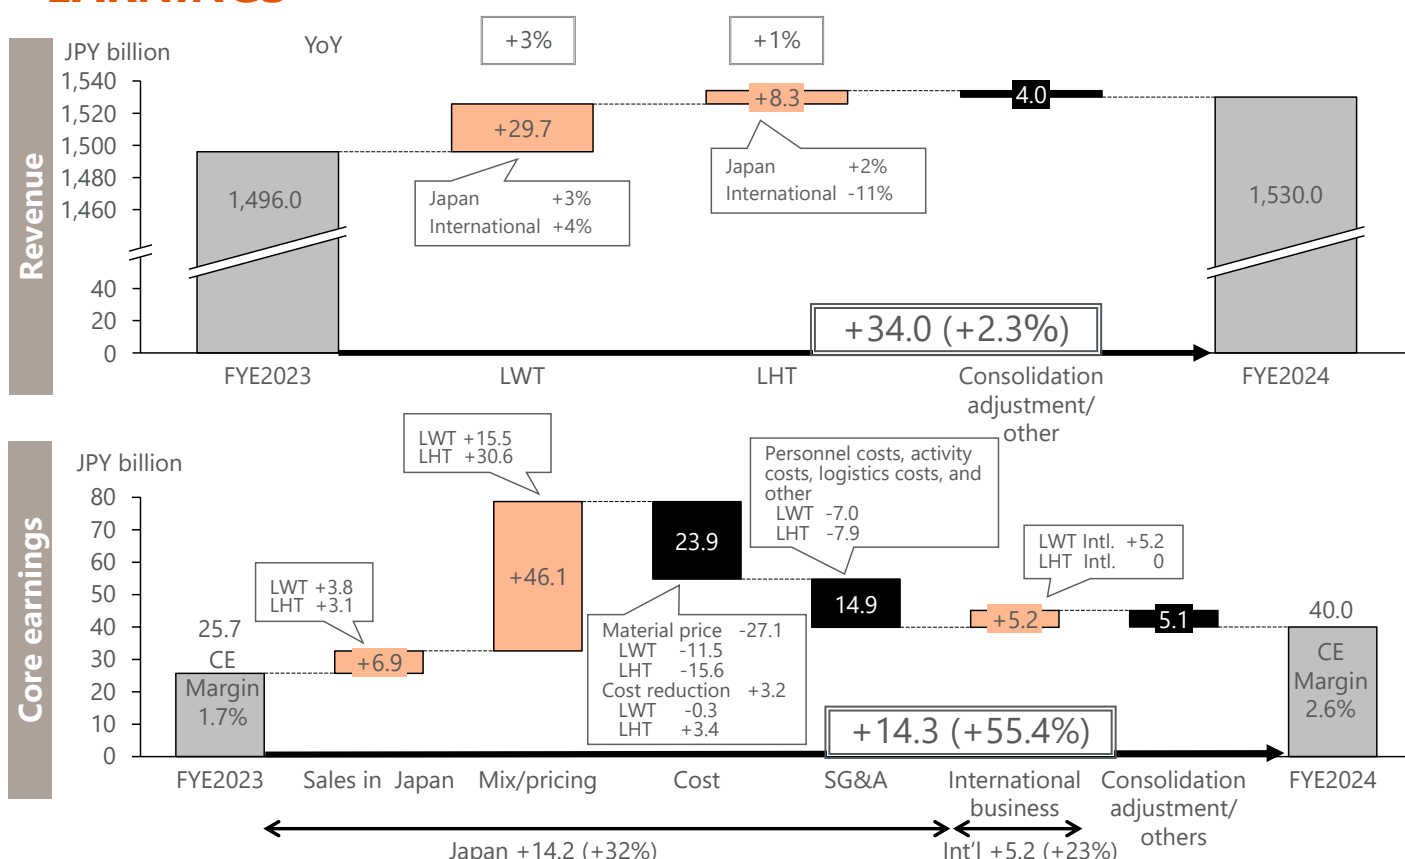 Revenue
JPY billion
YoY
+3%
+1%
1,540
1,520
1,500
1,480
1,460
40
20
0
1,496.0
+29.7
+8.3
4.0
1,530.0
Japan +3%
International +4%
Japan +2%
International -11%
+34.0 (+2.3%)
FYE2023
LWT
LHT
Consolidation
adjustment/
other
FYE2024
Core earnings
JPY billion
80
70
60
50
40
30
20
10
0
25.7
CE
Margin
1.7%
LWT +3.8
LHT +3.1
+6.9
LWT +15.5
LHT +30.6
+46.1
23.9
Material price -27.1
LWT -11.5
LHT -15.6
Cost reduction +3.2
LWT -0.3
LHT +3.4
Personnel costs, activity
costs, logistics costs, and
other
LWT -7.0
LHT -7.9
14.9
LWT Intl. +5.2
LHT Intl. 0
+5.2
5.1
40.0
CE
Margin
2.6%
+14.3 (+55.4%)
FYE2023
Sales in Japan
Mix/pricing
Cost
SG&A
International
business
Consolidation
adjustment/
others
FYE2024
Japan +14.2 (+32%)
Int'l +5.2 (+23%)